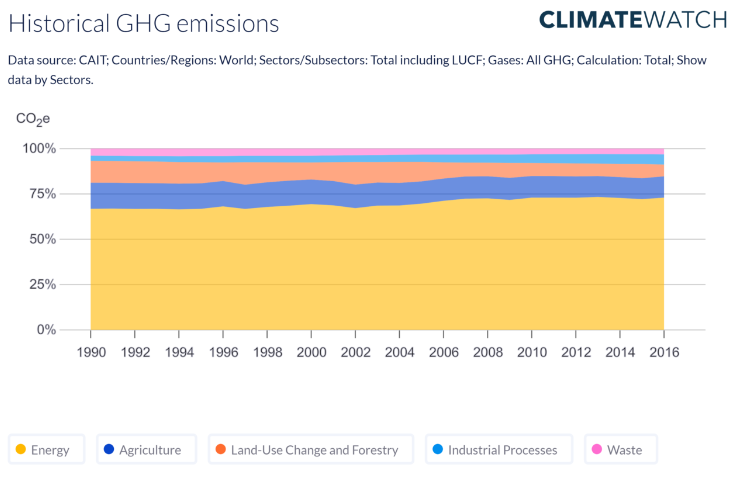 Historical GHG emissions
CLIMATEWATCH
Data source: CAIT; Countries/Regions: World; Sectors/Subsectors: Total including LUCF; Gases: All GHG; Calculation: Total; Show
data by Sectors.
CO₂e
100%
75%
50%
25%
0%
1990 1992 1994 1996 1998 2000 2002 2004 2006 2008 2010 2012 2014 2016
Energy Agriculture Land-Use Change and Forestry Industrial Processes Waste